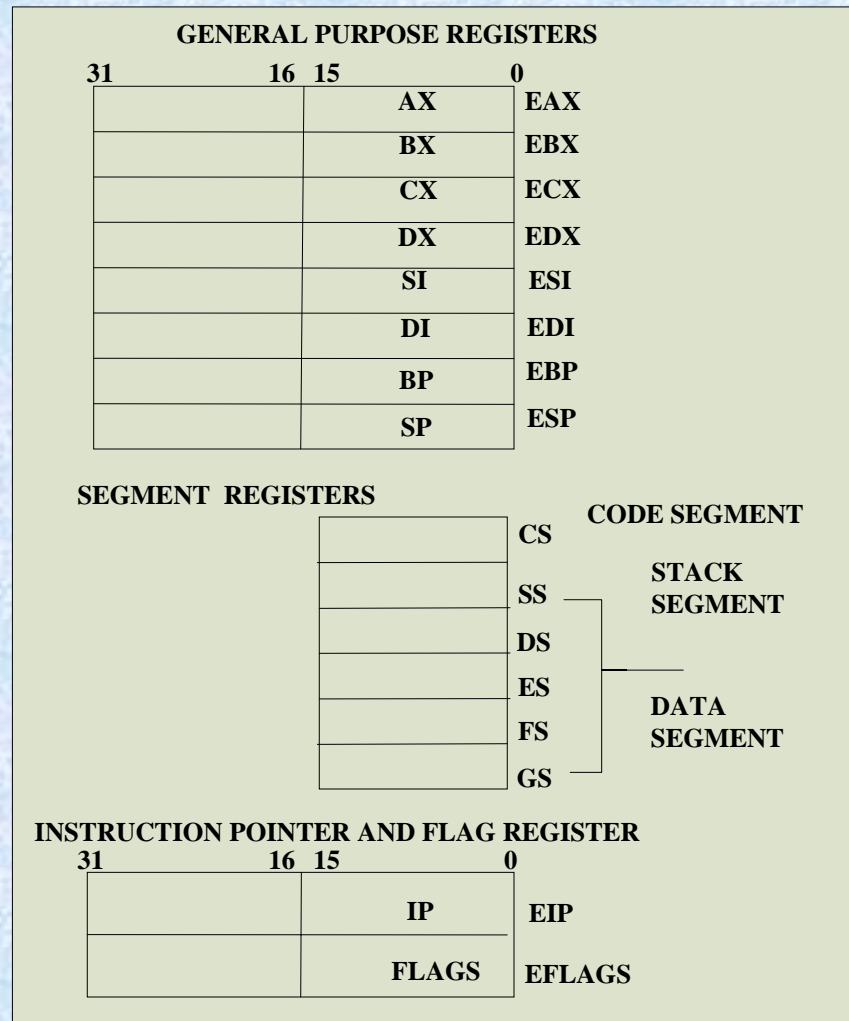 GENERAL PURPOSE REGISTERS
31 16 15 0
AX EAX
BX EBX
CX ECX
DX EDX
SI ESI
DI EDI
BP EBP
SP ESP
SEGMENT REGISTERS
CS CODE SEGMENT
SS STACK
SEGMENT
DS
ES
FS DATA
SEGMENT
GS
INSTRUCTION POINTER AND FLAG REGISTER
31 16 15 0
IP EIP
FLAGS EFLAGS